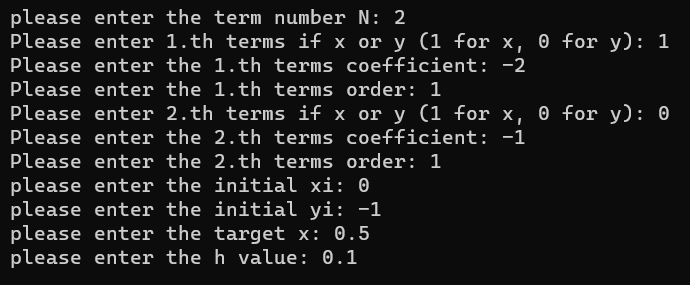 please enter the term number N: 2
Please enter 1.th terms if x or y (1 for x, 0 for y): 1
Please enter the 1.th terms coefficient: -2
Please enter the 1.th terms order: 1
Please enter 2.th terms if x or y (1 for x, 0 for y): 0
Please enter the 2.th terms coefficient: -1
Please enter the 2.th terms order: 1
please enter the initial xi: 0
please enter the initial yi: -1
please enter the target x: 0.5
please enter the h value: 0.1